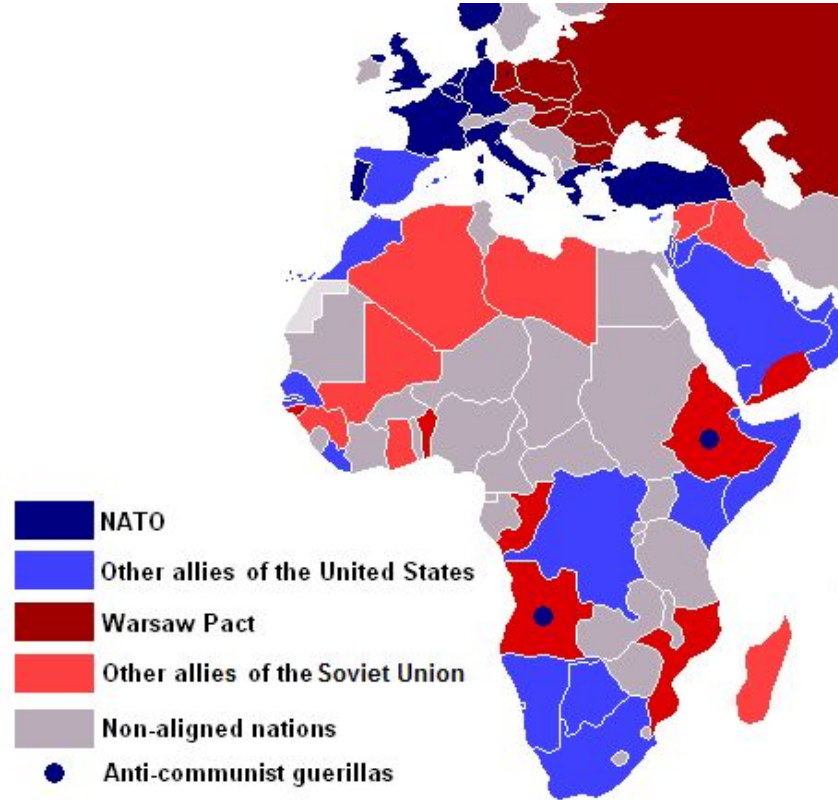 NATO
Other allies of the United States
Warsaw Pact
Other allies of the Soviet Union
Non-aligned nations
Anti-communist guerillas